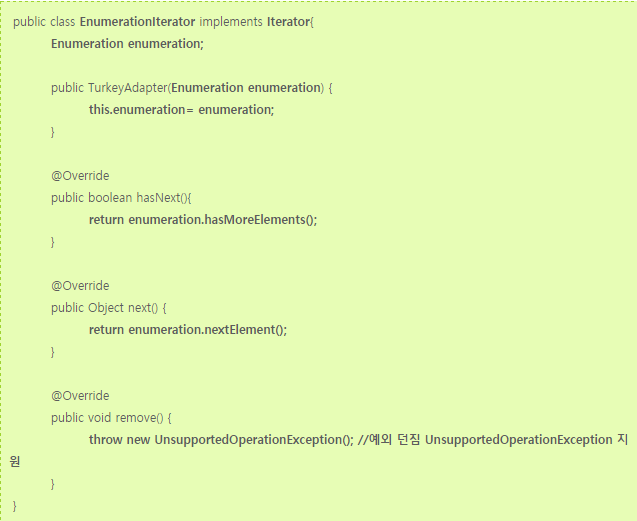 public class EnumerationIterator implements Iterator{
Enumeration enumeration;
public TurkeyAdapter(Enumeration enumeration) {
this.enumeration= enumeration;
}
@Override
public boolean hasNext(){
return enumeration.hasMoreElements();
}
@Override
public Object next() {
return enumeration.nextElement();
}
@Override
public void remove() {
throw new UnsupportedOperationException(); //예외 던짐 UnsupportedOperationException 지
원
}
}